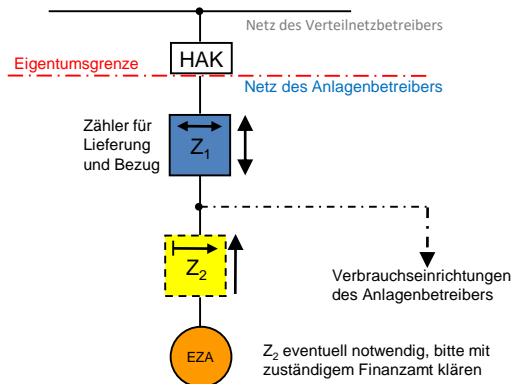 Netz des Verteilnetzbetreibers
HAK
Eigentumsgrenze
Netz des Anlagenbetreibers
Zähler für
Lieferung
und Bezug
Z₁
Z₂
Verbrauchseinrichtungen
des Anlagenbetreibers
EZA
Z₂ eventuell notwendig, bitte mit
zuständigem Finanzamt klären